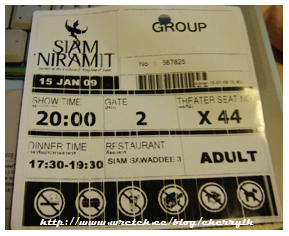 GROUP
SIAM
NIRAMIT
No : 567825
15 JAN 09
SHOW TIME
GATE
THEATER SEAT NO
20:00
2
X 44
DINNER TIME
RESTAURANT
17:30-19:30
SIAM SAWADDEE 3
ADULT
http://www.wretch.cc/blog/cherrytk